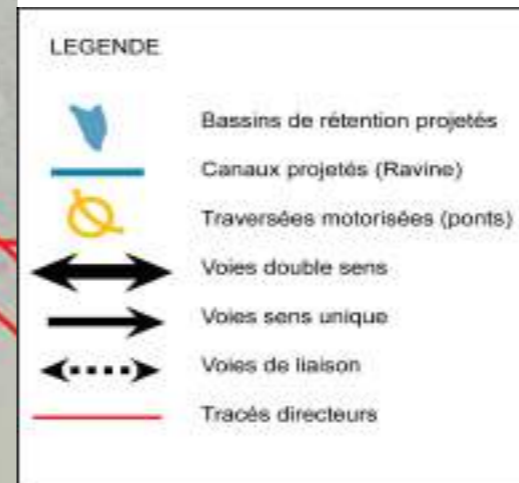 LEGENDE
Bassins de rétention projetés
Canaux projetés (Ravine)
Traversées motorisées (ponts)
Voies double sens
Voies sens unique
Voies de liaison
Tracés directeurs